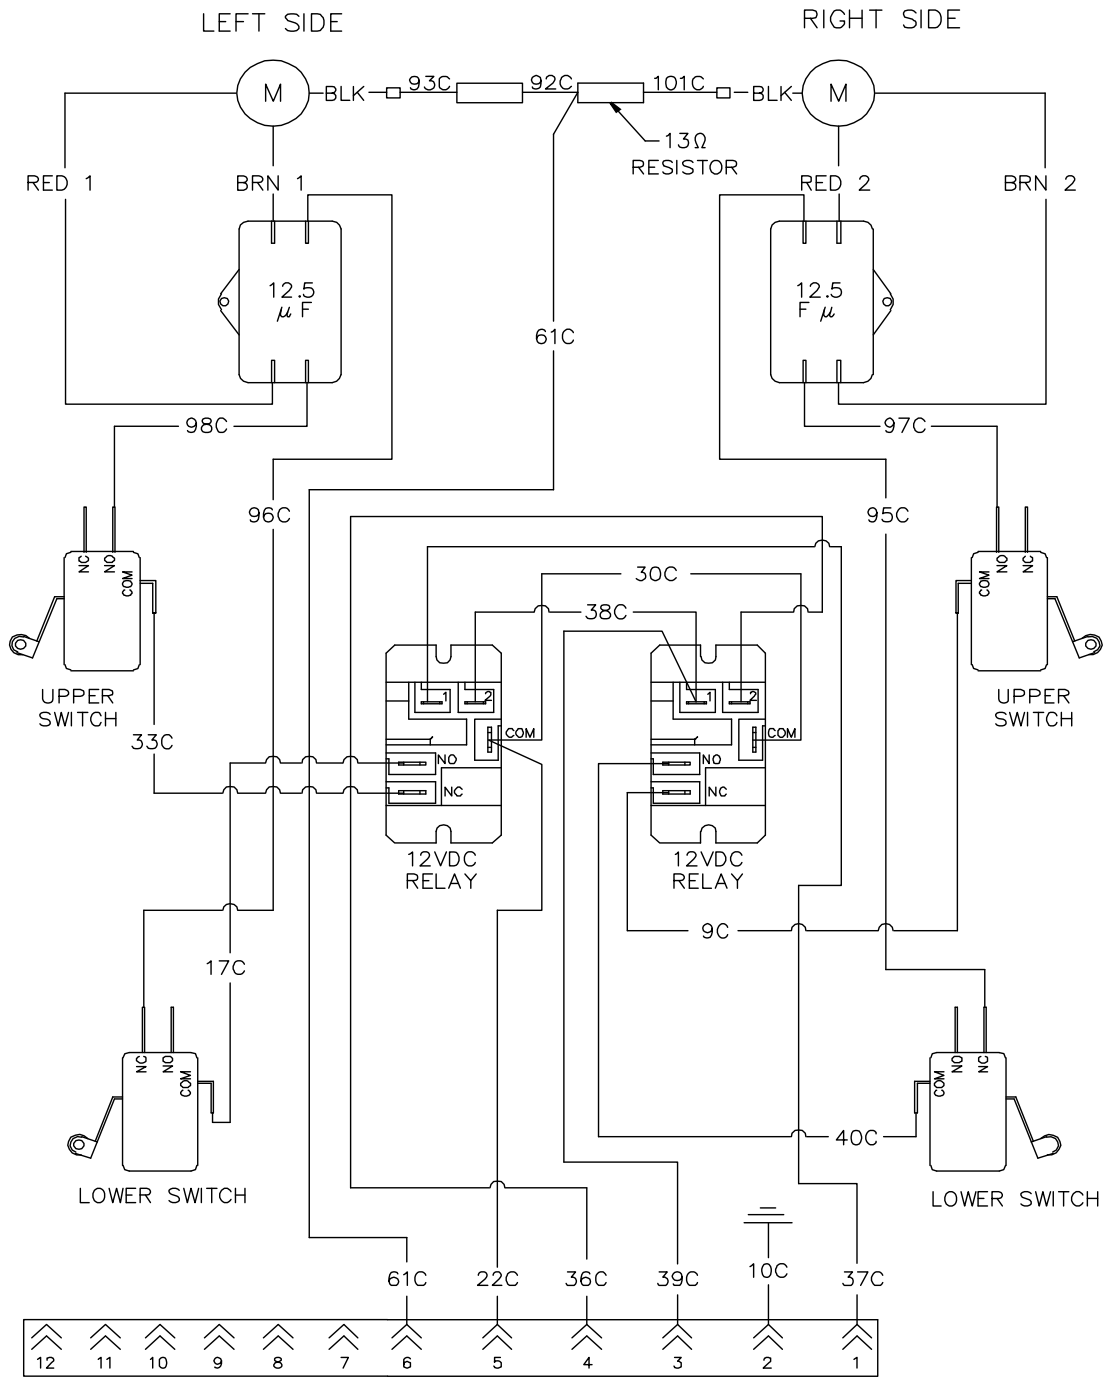 LEFT SIDE
RIGHT SIDE
M
BLK
93C
92C
101C
BLK
M
13Ω
RESISTOR
RED 1
BRN 1
RED 2
BRN 2
12.5
μ F
12.5
F μ
61C
98C
97C
96C
95C
NC
NO
COM
30C
COM
NO
NC
38C
UPPER
SWITCH
1
2
1
2
UPPER
SWITCH
COM
COM
33C
NO
NO
NC
NC
12VDC
RELAY
12VDC
RELAY
9C
17C
NC
NO
COM
COM
NO
NC
40C
LOWER SWITCH
LOWER SWITCH
61C
22C
36C
39C
10C
37C
12
11
10
9
8
7
6
5
4
3
2
1